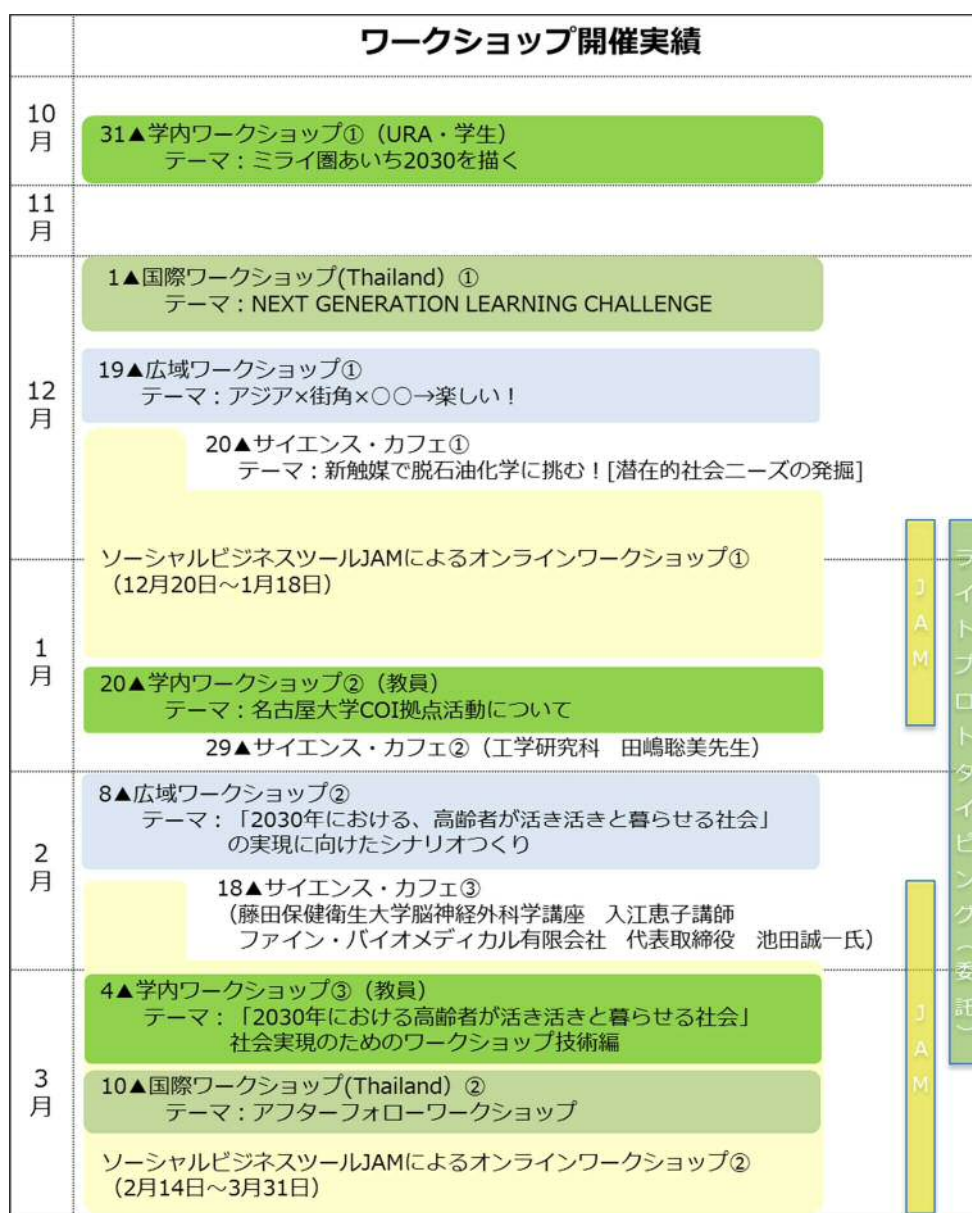 ワークショップ開催実績
10
月
31▲学内ワークショップ①（URA・学生）
テーマ：ミライ圏あいち2030を描く
11
月
12
月
1▲国際ワークショップ(Thailand）①
テーマ：NEXT GENERATION LEARNING CHALLENGE
19▲広域ワークショップ①
テーマ：アジア×街角×○○→楽しい！
20▲サイエンス・カフェ①
テーマ：新触媒で脱石油化学に挑む！[潜在的社会ニーズの発掘]
ソーシャルビジネスツールJAMによるオンラインワークショップ①
（12月20日～1月18日）
1
月
20▲学内ワークショップ②（教員）
テーマ：名古屋大学COI拠点活動について
29▲サイエンス・カフェ②（工学研究科　田嶋聡美先生）
2
月
8▲広域ワークショップ②
テーマ：「2030年における、高齢者が活き活きと暮らせる社会」
の実現に向けたシナリオつくり
18▲サイエンス・カフェ③
（藤田保健衛生大学脳神経外科学講座　入江恵子講師
ファイン・バイオメディカル有限会社　代表取締役　池田誠一氏）
3
月
4▲学内ワークショップ③（教員）
テーマ：「2030年における高齢者が活き活きと暮らせる社会」
社会実現のためのワークショップ技術編
10▲国際ワークショップ(Thailand）②
テーマ：アフターフォローワークショップ
ソーシャルビジネスツールJAMによるオンラインワークショップ②
（2月14日～3月31日）
JAM
JAM
ライトプロトタイピング（委託）